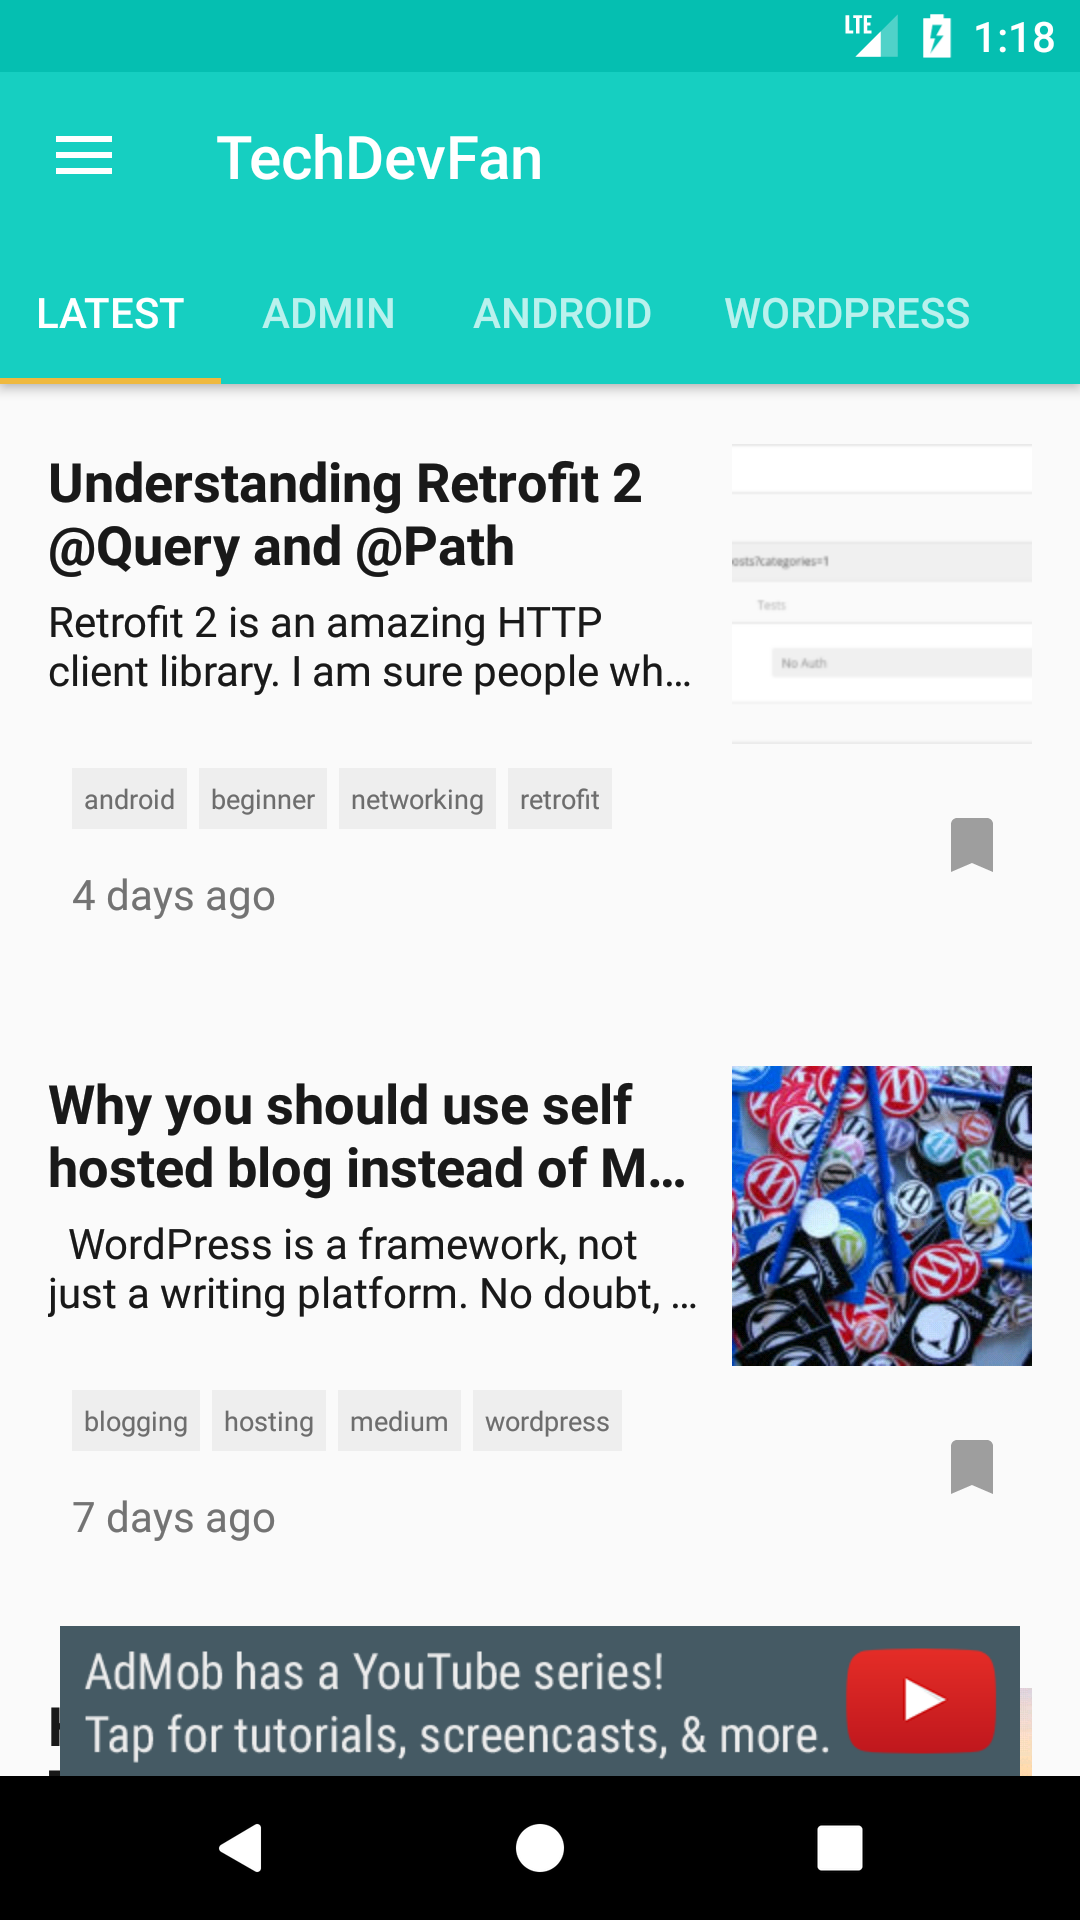 LTE 1:18
TechDevFan
LATEST ADMIN ANDROID WORDPRESS
Understanding Retrofit 2
@Query and @Path
Retrofit 2 is an amazing HTTP
client library. I am sure people wh…
osts?categories=1
Tests
No Auth
android beginner networking retrofit
4 days ago
Why you should use self
hosted blog instead of M…
WordPress is a framework, not
just a writing platform. No doubt, …
blogging hosting medium wordpress
7 days ago
AdMob has a YouTube series!
Tap for tutorials, screencasts, & more.